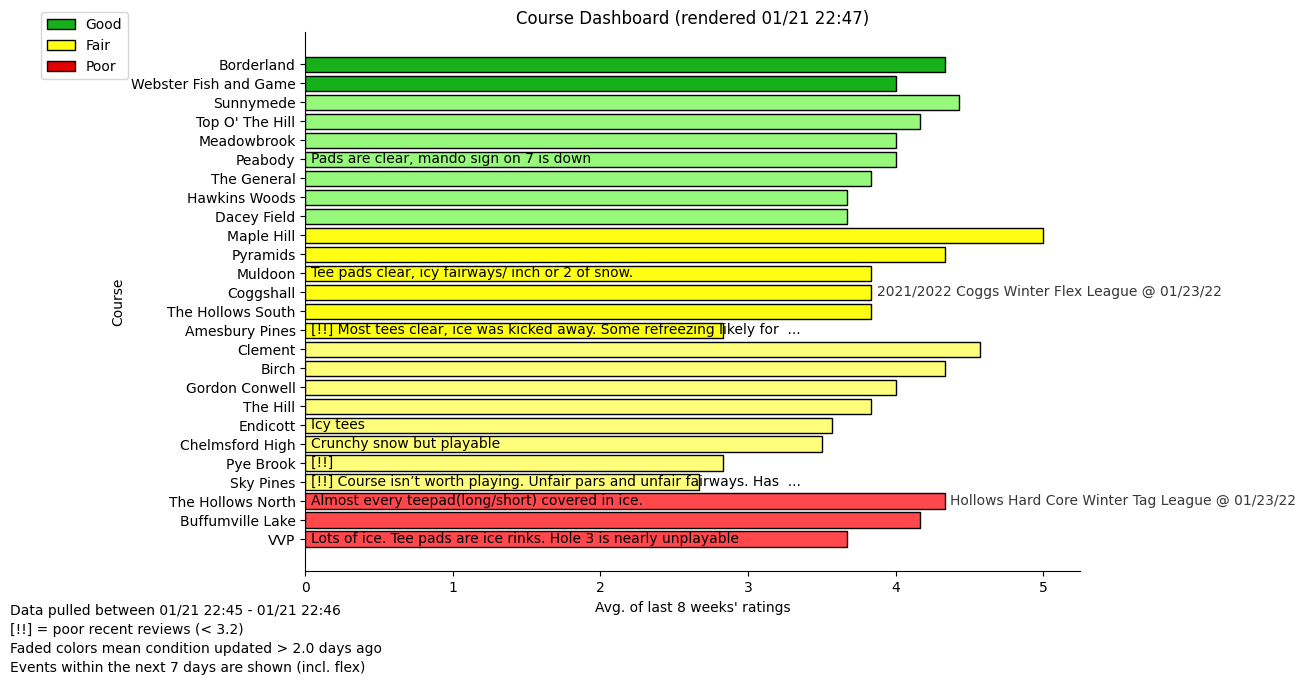 Course Dashboard (rendered 01/21 22:47)
Good
Fair
Poor
Course
Borderland
Webster Fish and Game
Sunnymede
Top O' The Hill
Meadowbrook
Peabody Pads are clear, mando sign on 7 is down
The General
Hawkins Woods
Dacey Field
Maple Hill
Pyramids
Muldoon Tee pads clear, icy fairways/ inch or 2 of snow.
Coggshall 2021/2022 Coggs Winter Flex League @ 01/23/22
The Hollows South
Amesbury Pines [!!] Most tees clear, ice was kicked away. Some refreezing likely for ...
Clement
Birch
Gordon Conwell
The Hill
Endicott Icy tees
Chelmsford High Crunchy snow but playable
Pye Brook [!!]
Sky Pines [!!] Course isn’t worth playing. Unfair pars and unfair fairways. Has ...
The Hollows North Almost every teepad(long/short) covered in ice. Hollows Hard Core Winter Tag League @ 01/23/22
Buffumville Lake
VVP Lots of ice. Tee pads are ice rinks. Hole 3 is nearly unplayable
0 1 2 3 4 5
Avg. of last 8 weeks' ratings
Data pulled between 01/21 22:45 - 01/21 22:46
[!!] = poor recent reviews (< 3.2)
Faded colors mean condition updated > 2.0 days ago
Events within the next 7 days are shown (incl. flex)